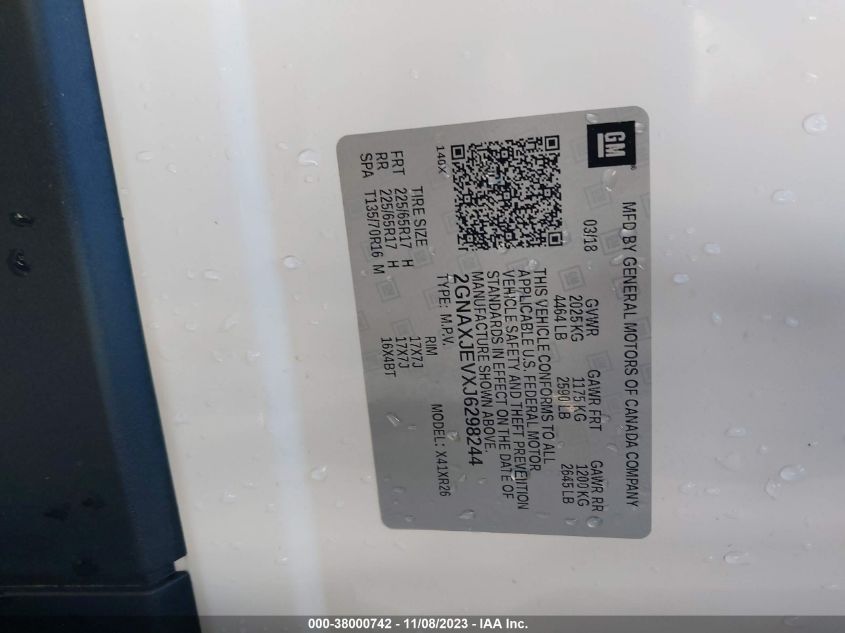 GM
MFD BY GENERAL MOTORS OF CANADA COMPANY
03/18 GVWR GAWR FRT GAWR RR
2025 KG 1175 KG 1200 KG
4464 LB 2590 LB 2645 LB
THIS VEHICLE CONFORMS TO ALL
APPLICABLE U.S. FEDERAL MOTOR
VEHICLE SAFETY AND THEFT PREVENTION
STANDARDS IN EFFECT ON THE DATE OF
MANUFACTURE SHOWN ABOVE.
2GNAXJEVXJ6298244
TYPE: M.P.V. MODEL: X41XR26
140X
TIRE SIZE RIM
FRT 225/65R17 H 17X7J
RR 225/65R17 H 17X7J
SPA T135/70R16 M 16X4BT
000-38000742 - 11/08/2023 - IAA Inc.